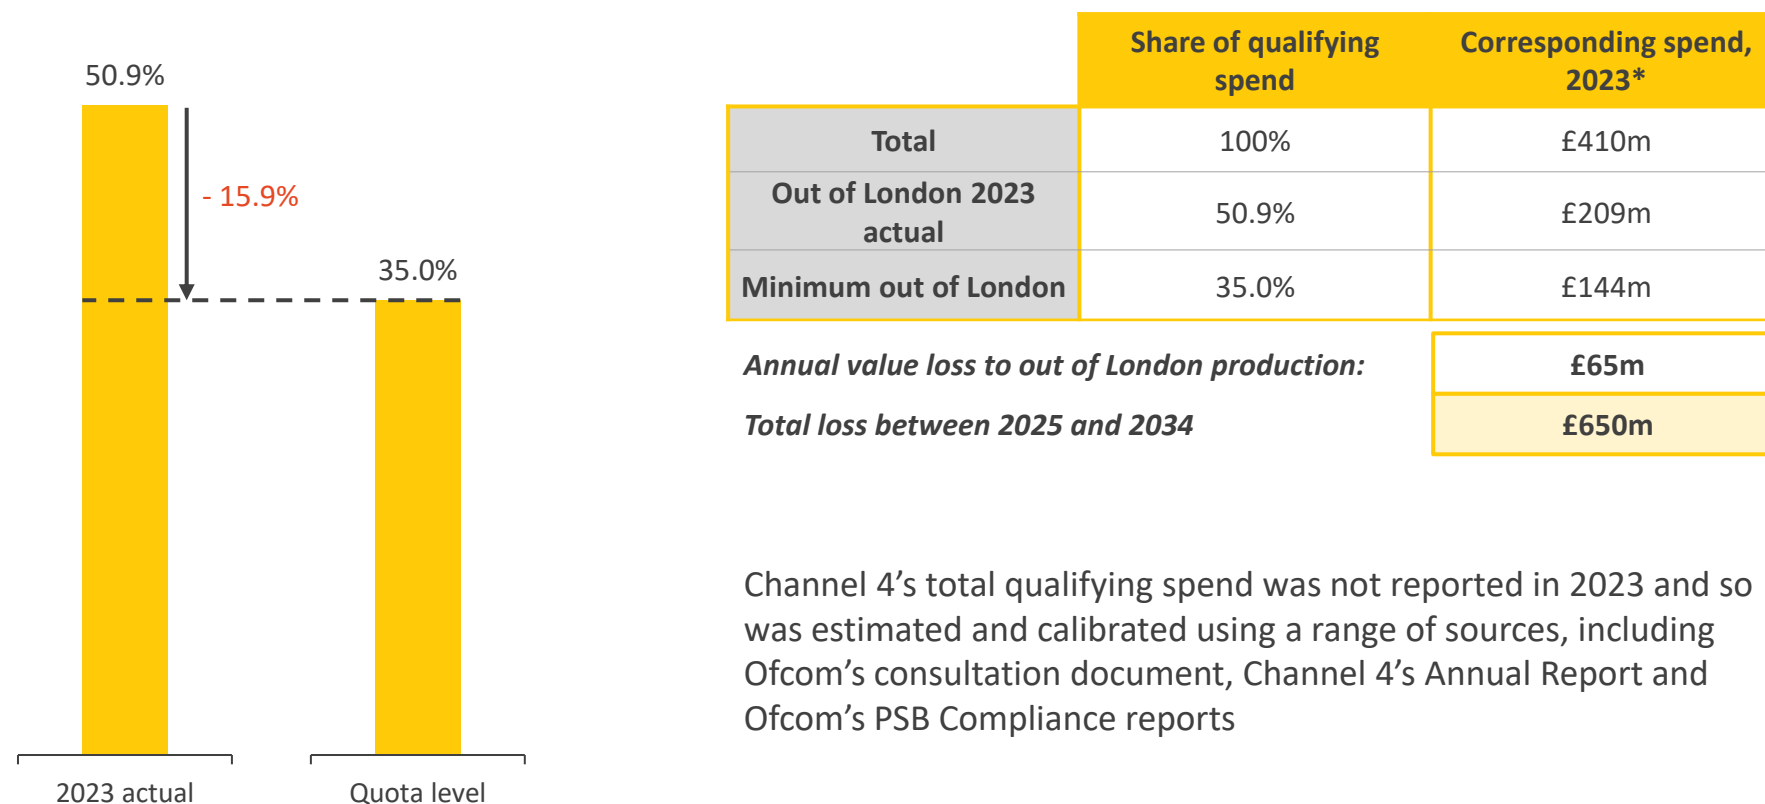 50.9%
- 15.9%
35.0%
2023 actual
Quota level
Share of qualifying
spend
Corresponding spend,
2023*
Total
100%
£410m
Out of London 2023
actual
50.9%
£209m
Minimum out of London
35.0%
£144m
Annual value loss to out of London production:
£65m
Total loss between 2025 and 2034
£650m
Channel 4’s total qualifying spend was not reported in 2023 and so
was estimated and calibrated using a range of sources, including
Ofcom’s consultation document, Channel 4’s Annual Report and
Ofcom’s PSB Compliance reports